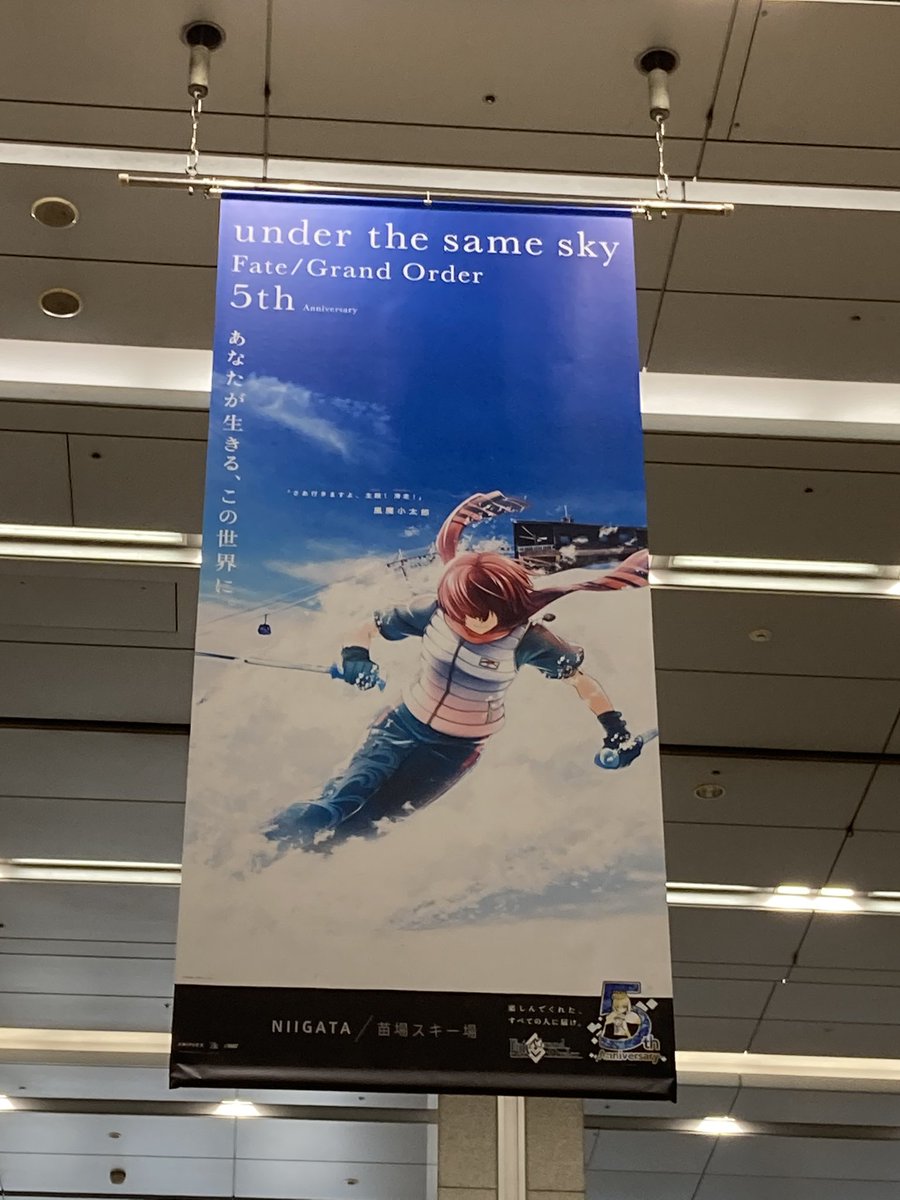 under the same sky
Fate/Grand Order
5th Anniversary
あなたが生きる、この世界に。
“さあ行きますよ、主殿！ 滑走！”
風魔小太郎
NIIGATA／苗場スキー場
楽しんでくれた、
すべての人に届け。
5th
Anniversary